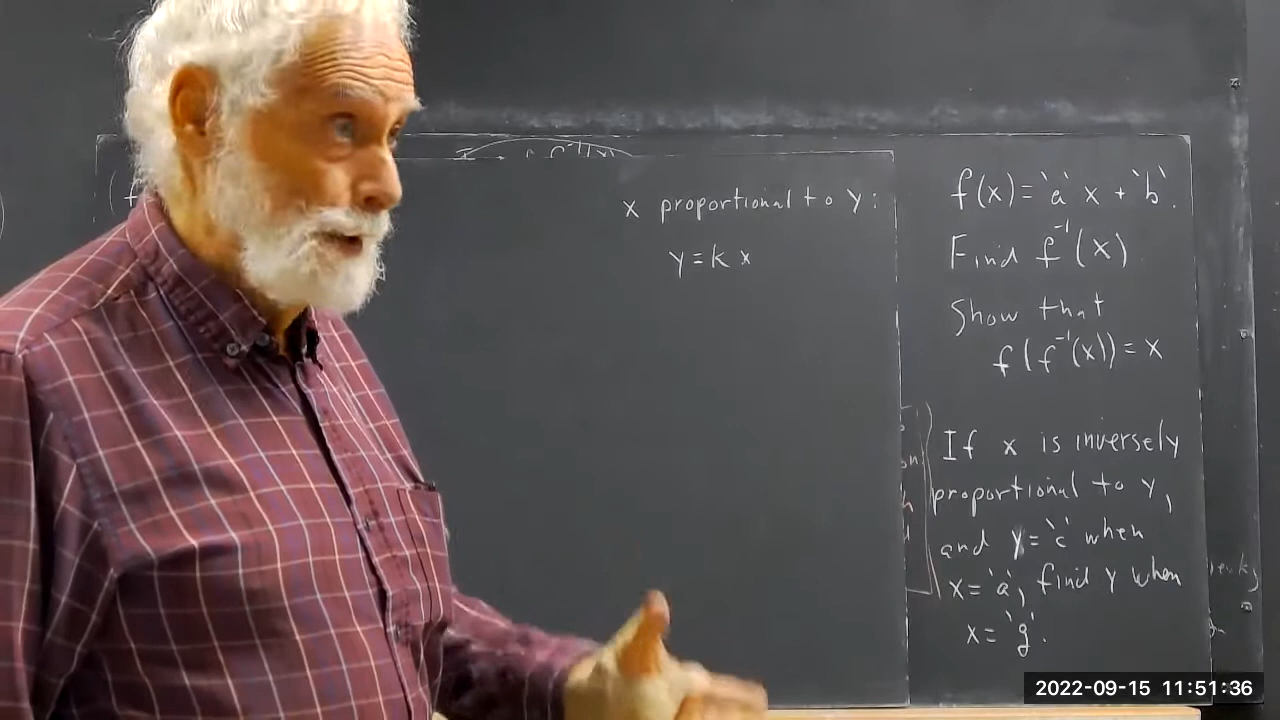 x proportional to y:
y = k x
f(x) = `a` x + `b`.
Find f⁻¹(x)
Show that
f(f⁻¹(x)) = x
If x is inversely
proportional to y,
and y = `c` when
x = `a`, find y when
x = `g`.
2022-09-15 11:51:36